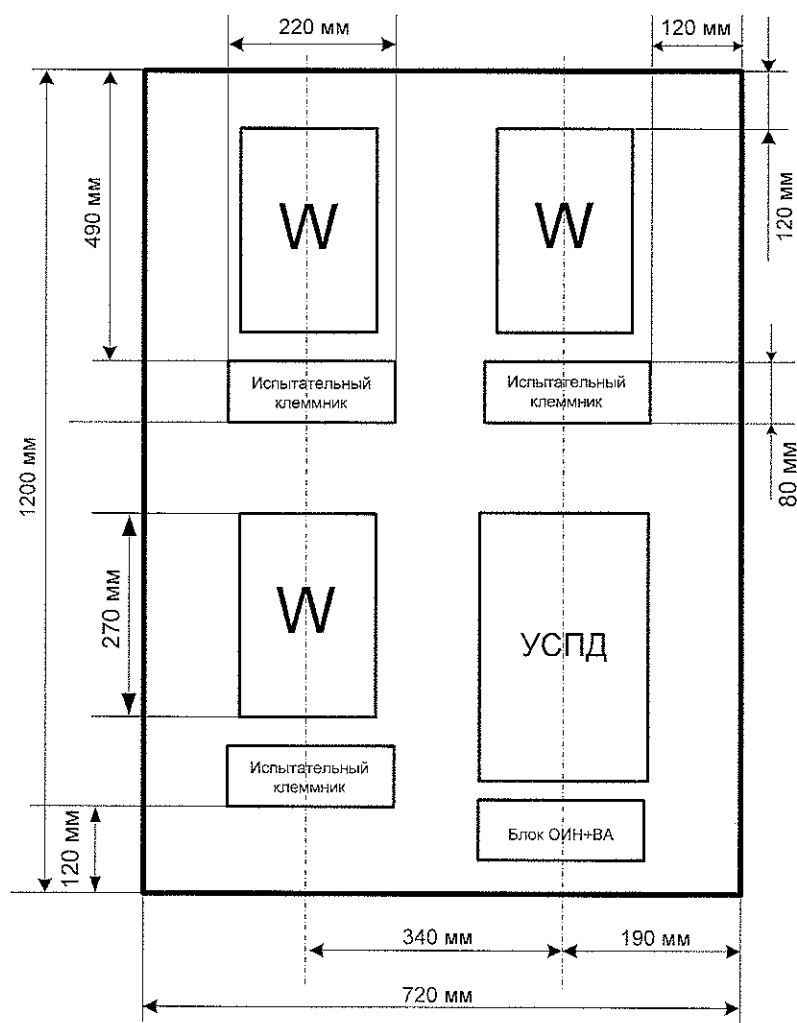 220 мм
120 мм
490 мм
W
W
120 мм
Испытательный
клеммник
Испытательный
клеммник
80 мм
1200 мм
270 мм
W
УСПД
Испытательный
клеммник
120 мм
Блок ОИН+ВА
340 мм
190 мм
720 мм